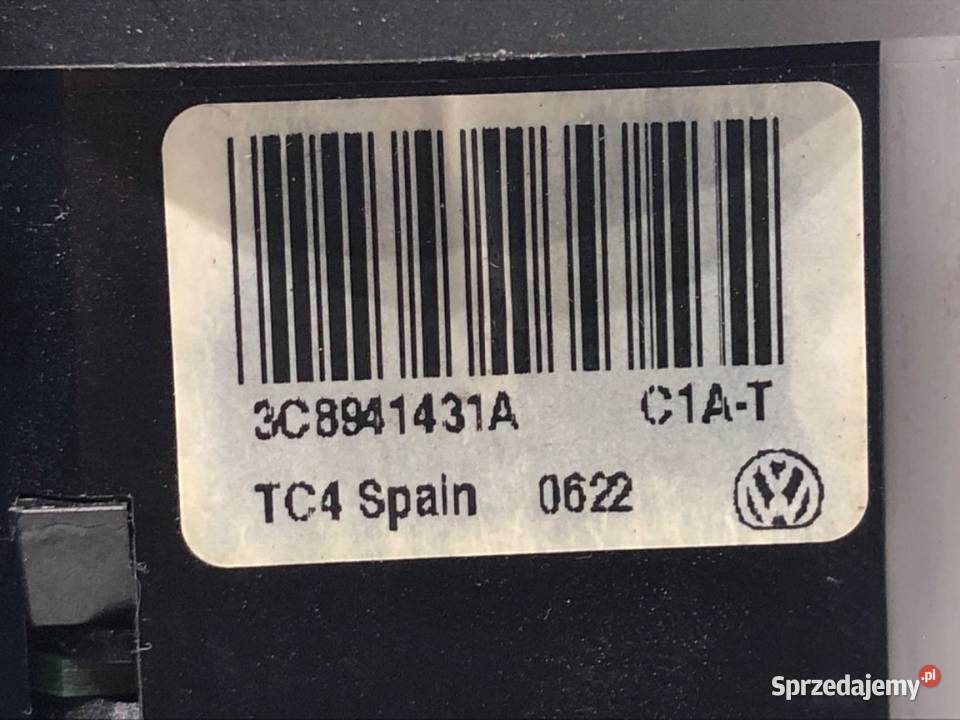 3C8941431A C1A-T
TC4 Spain 0622
Sprzedajemy.pl